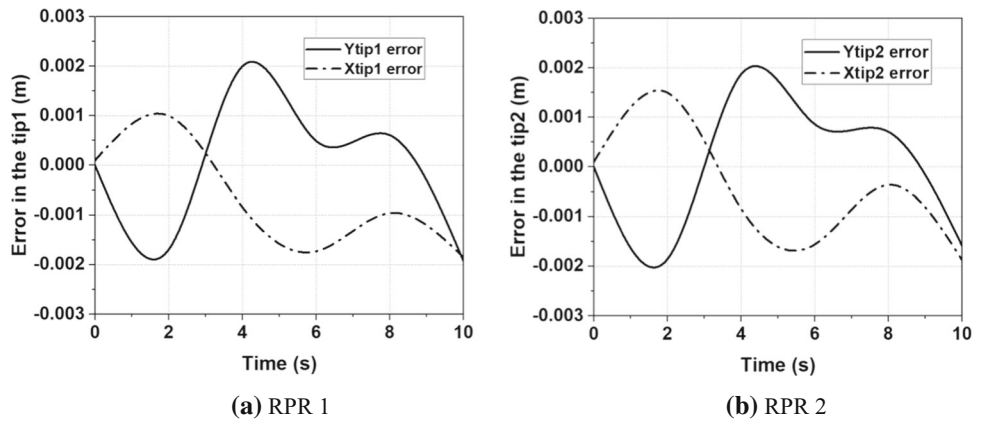 0.003
0.002
0.001
0.000
-0.001
-0.002
-0.003
Error in the tip1 (m)
Ytip1 error
Xtip1 error
0 2 4 6 8 10
Time (s)
(a) RPR 1
0.003
0.002
0.001
0.000
-0.001
-0.002
-0.003
Error in the tip2 (m)
Ytip2 error
Xtip2 error
0 2 4 6 8 10
Time (s)
(b) RPR 2